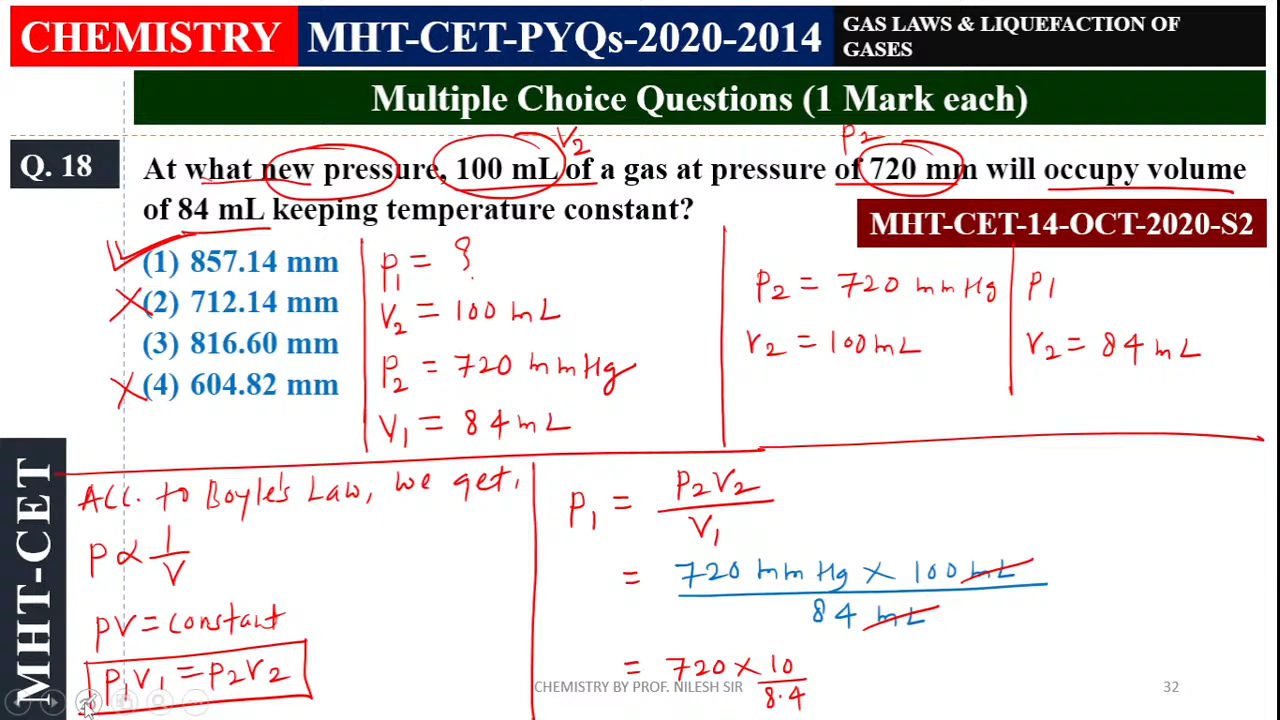 CHEMISTRY
MHT-CET-PYQs-2020-2014
GAS LAWS & LIQUEFACTION OF
GASES
Multiple Choice Questions (1 Mark each)
V2
P2
Q. 18
At what new pressure, 100 mL of a gas at pressure of 720 mm will occupy volume
of 84 mL keeping temperature constant?
MHT-CET-14-OCT-2020-S2
(1) 857.14 mm
(2) 712.14 mm
(3) 816.60 mm
(4) 604.82 mm
P1 = ?
V2 = 100 mL
P2 = 720 mmHg
V1 = 84 mL
P2 = 720 mmHg
V2 = 100mL
P1
V2 = 84 mL
MHT-CET
Acc. to Boyle's Law, we get,
P ∝ 1/V
PV = constant
P1V1 = P2V2
P1 = P2V2/V1
= 720 mmHg × 100 mL / 84 mL
= 720 × 10/8.4
CHEMISTRY BY PROF. NILESH SIR
32